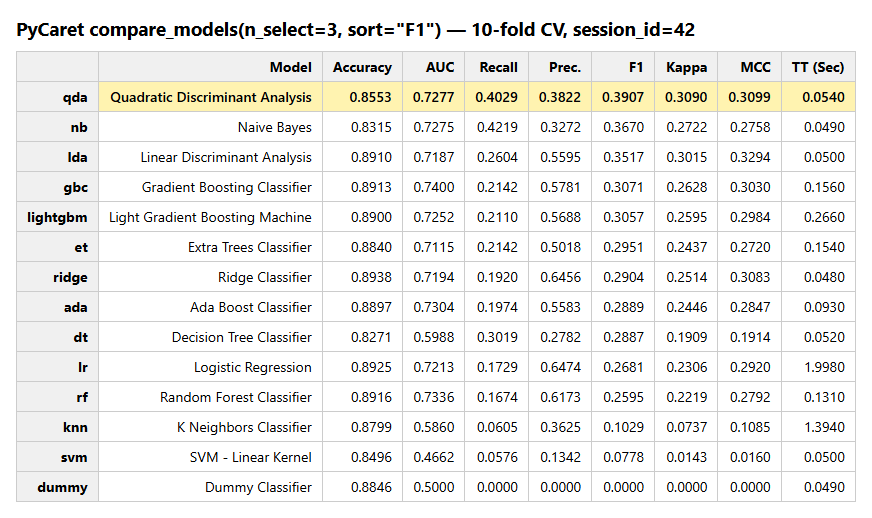 PyCaret compare_models(n_select=3, sort="F1") — 10-fold CV, session_id=42
Model Accuracy AUC Recall Prec. F1 Kappa MCC TT (Sec)
qda Quadratic Discriminant Analysis 0.8553 0.7277 0.4029 0.3822 0.3907 0.3090 0.3099 0.0540
nb Naive Bayes 0.8315 0.7275 0.4219 0.3272 0.3670 0.2722 0.2758 0.0490
lda Linear Discriminant Analysis 0.8910 0.7187 0.2604 0.5595 0.3517 0.3015 0.3294 0.0500
gbc Gradient Boosting Classifier 0.8913 0.7400 0.2142 0.5781 0.3071 0.2628 0.3030 0.1560
lightgbm Light Gradient Boosting Machine 0.8900 0.7252 0.2110 0.5688 0.3057 0.2595 0.2984 0.2660
et Extra Trees Classifier 0.8840 0.7115 0.2142 0.5018 0.2951 0.2437 0.2720 0.1540
ridge Ridge Classifier 0.8938 0.7194 0.1920 0.6456 0.2904 0.2514 0.3083 0.0480
ada Ada Boost Classifier 0.8897 0.7304 0.1974 0.5583 0.2889 0.2446 0.2847 0.0930
dt Decision Tree Classifier 0.8271 0.5988 0.3019 0.2782 0.2887 0.1909 0.1914 0.0520
lr Logistic Regression 0.8925 0.7213 0.1729 0.6474 0.2681 0.2306 0.2920 1.9980
rf Random Forest Classifier 0.8916 0.7336 0.1674 0.6173 0.2595 0.2219 0.2792 0.1310
knn K Neighbors Classifier 0.8799 0.5860 0.0605 0.3625 0.1029 0.0737 0.1085 1.3940
svm SVM - Linear Kernel 0.8496 0.4662 0.0576 0.1342 0.0778 0.0143 0.0160 0.0500
dummy Dummy Classifier 0.8846 0.5000 0.0000 0.0000 0.0000 0.0000 0.0000 0.0490